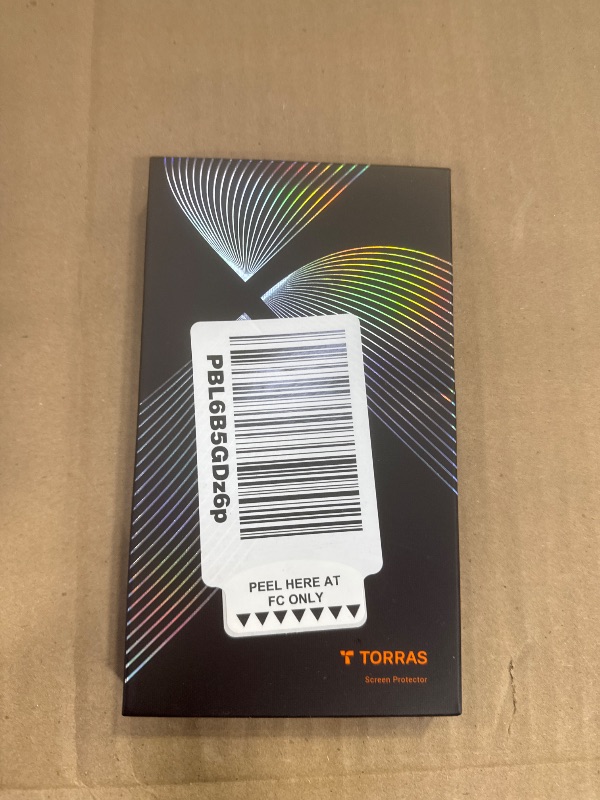 PBL6B5GDz6p
PEEL HERE AT
FC ONLY
TORRAS
Screen Protector